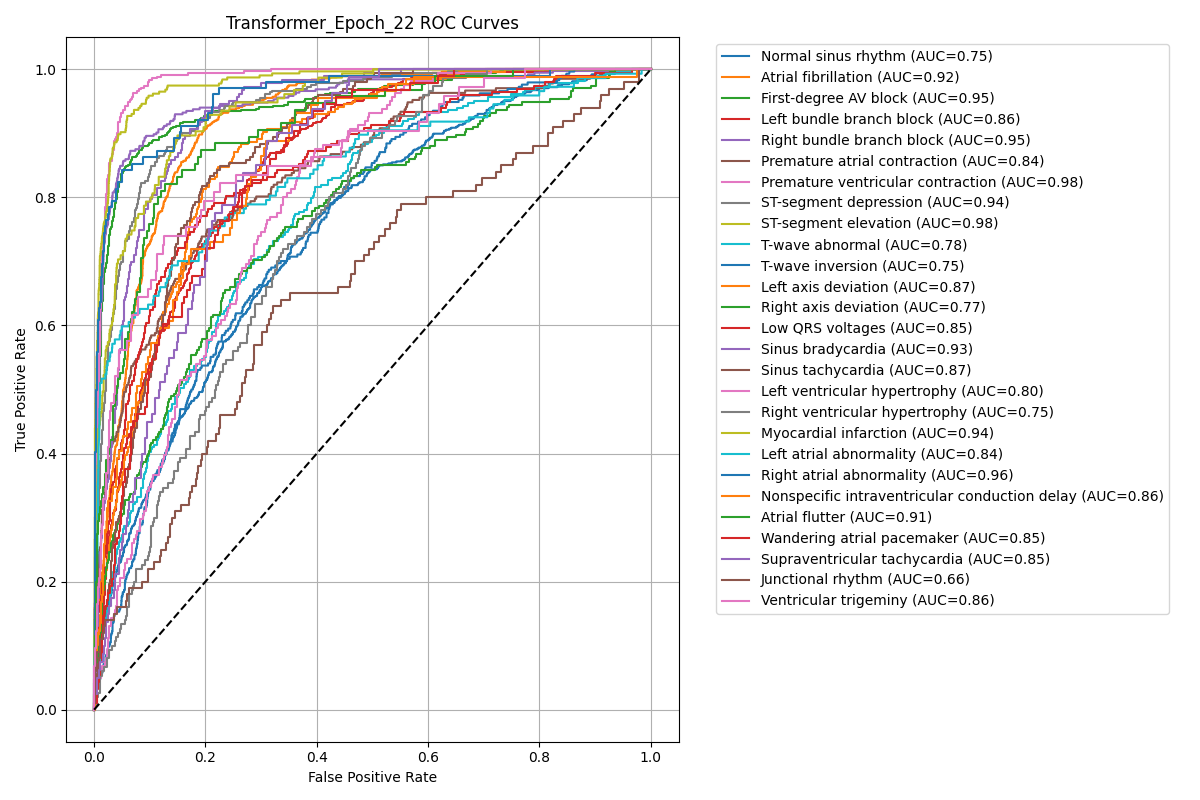 Transformer_Epoch_22 ROC Curves
1.0
0.8
0.6
0.4
0.2
0.0
True Positive Rate
0.0 0.2 0.4 0.6 0.8 1.0
False Positive Rate
Normal sinus rhythm (AUC=0.75)
Atrial fibrillation (AUC=0.92)
First-degree AV block (AUC=0.95)
Left bundle branch block (AUC=0.86)
Right bundle branch block (AUC=0.95)
Premature atrial contraction (AUC=0.84)
Premature ventricular contraction (AUC=0.98)
ST-segment depression (AUC=0.94)
ST-segment elevation (AUC=0.98)
T-wave abnormal (AUC=0.78)
T-wave inversion (AUC=0.75)
Left axis deviation (AUC=0.87)
Right axis deviation (AUC=0.77)
Low QRS voltages (AUC=0.85)
Sinus bradycardia (AUC=0.93)
Sinus tachycardia (AUC=0.87)
Left ventricular hypertrophy (AUC=0.80)
Right ventricular hypertrophy (AUC=0.75)
Myocardial infarction (AUC=0.94)
Left atrial abnormality (AUC=0.84)
Right atrial abnormality (AUC=0.96)
Nonspecific intraventricular conduction delay (AUC=0.86)
Atrial flutter (AUC=0.91)
Wandering atrial pacemaker (AUC=0.85)
Supraventricular tachycardia (AUC=0.85)
Junctional rhythm (AUC=0.66)
Ventricular trigeminy (AUC=0.86)